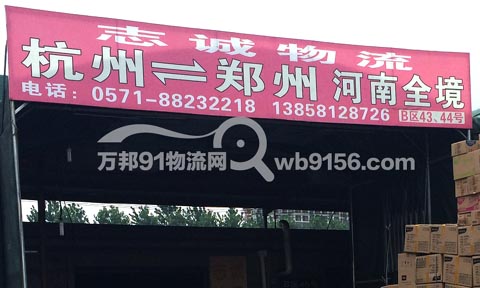 志诚物流
杭州⇌郑州 河南全境
电话：0571-88232218 13858128726 B区43、44号
万邦91物流网 wb9156.com